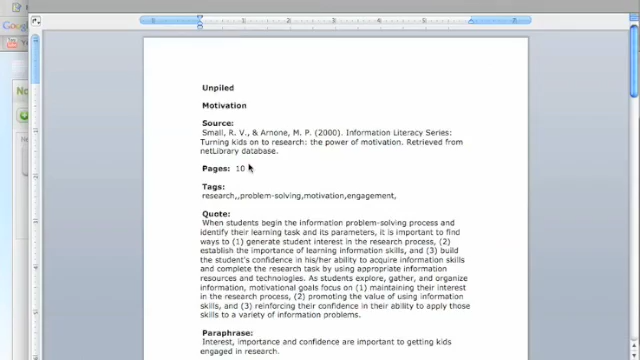 Unpiled
Motivation
Source:
Small, R. V., & Arnone, M. P. (2000). Information Literacy Series:
Turning kids on to research: the power of motivation. Retrieved from
netLibrary database.
Pages: 10
Tags:
research,,problem-solving,motivation,engagement,
Quote:
When students begin the information problem-solving process and
identify their learning task and its parameters, it is important to find
ways to (1) generate student interest in the research process, (2)
establish the importance of learning information skills, and (3) build
the student's confidence in his/her ability to acquire information skills
and complete the research task by using appropriate information
resources and technologies. As students explore, gather, and organize
information, motivational goals focus on (1) maintaining their interest
in the research process, (2) promoting the value of using information
skills, and (3) reinforcing their confidence in their ability to apply those
skills to a variety of information problems.
Paraphrase:
Interest, importance and confidence are important to getting kids
engaged in research.